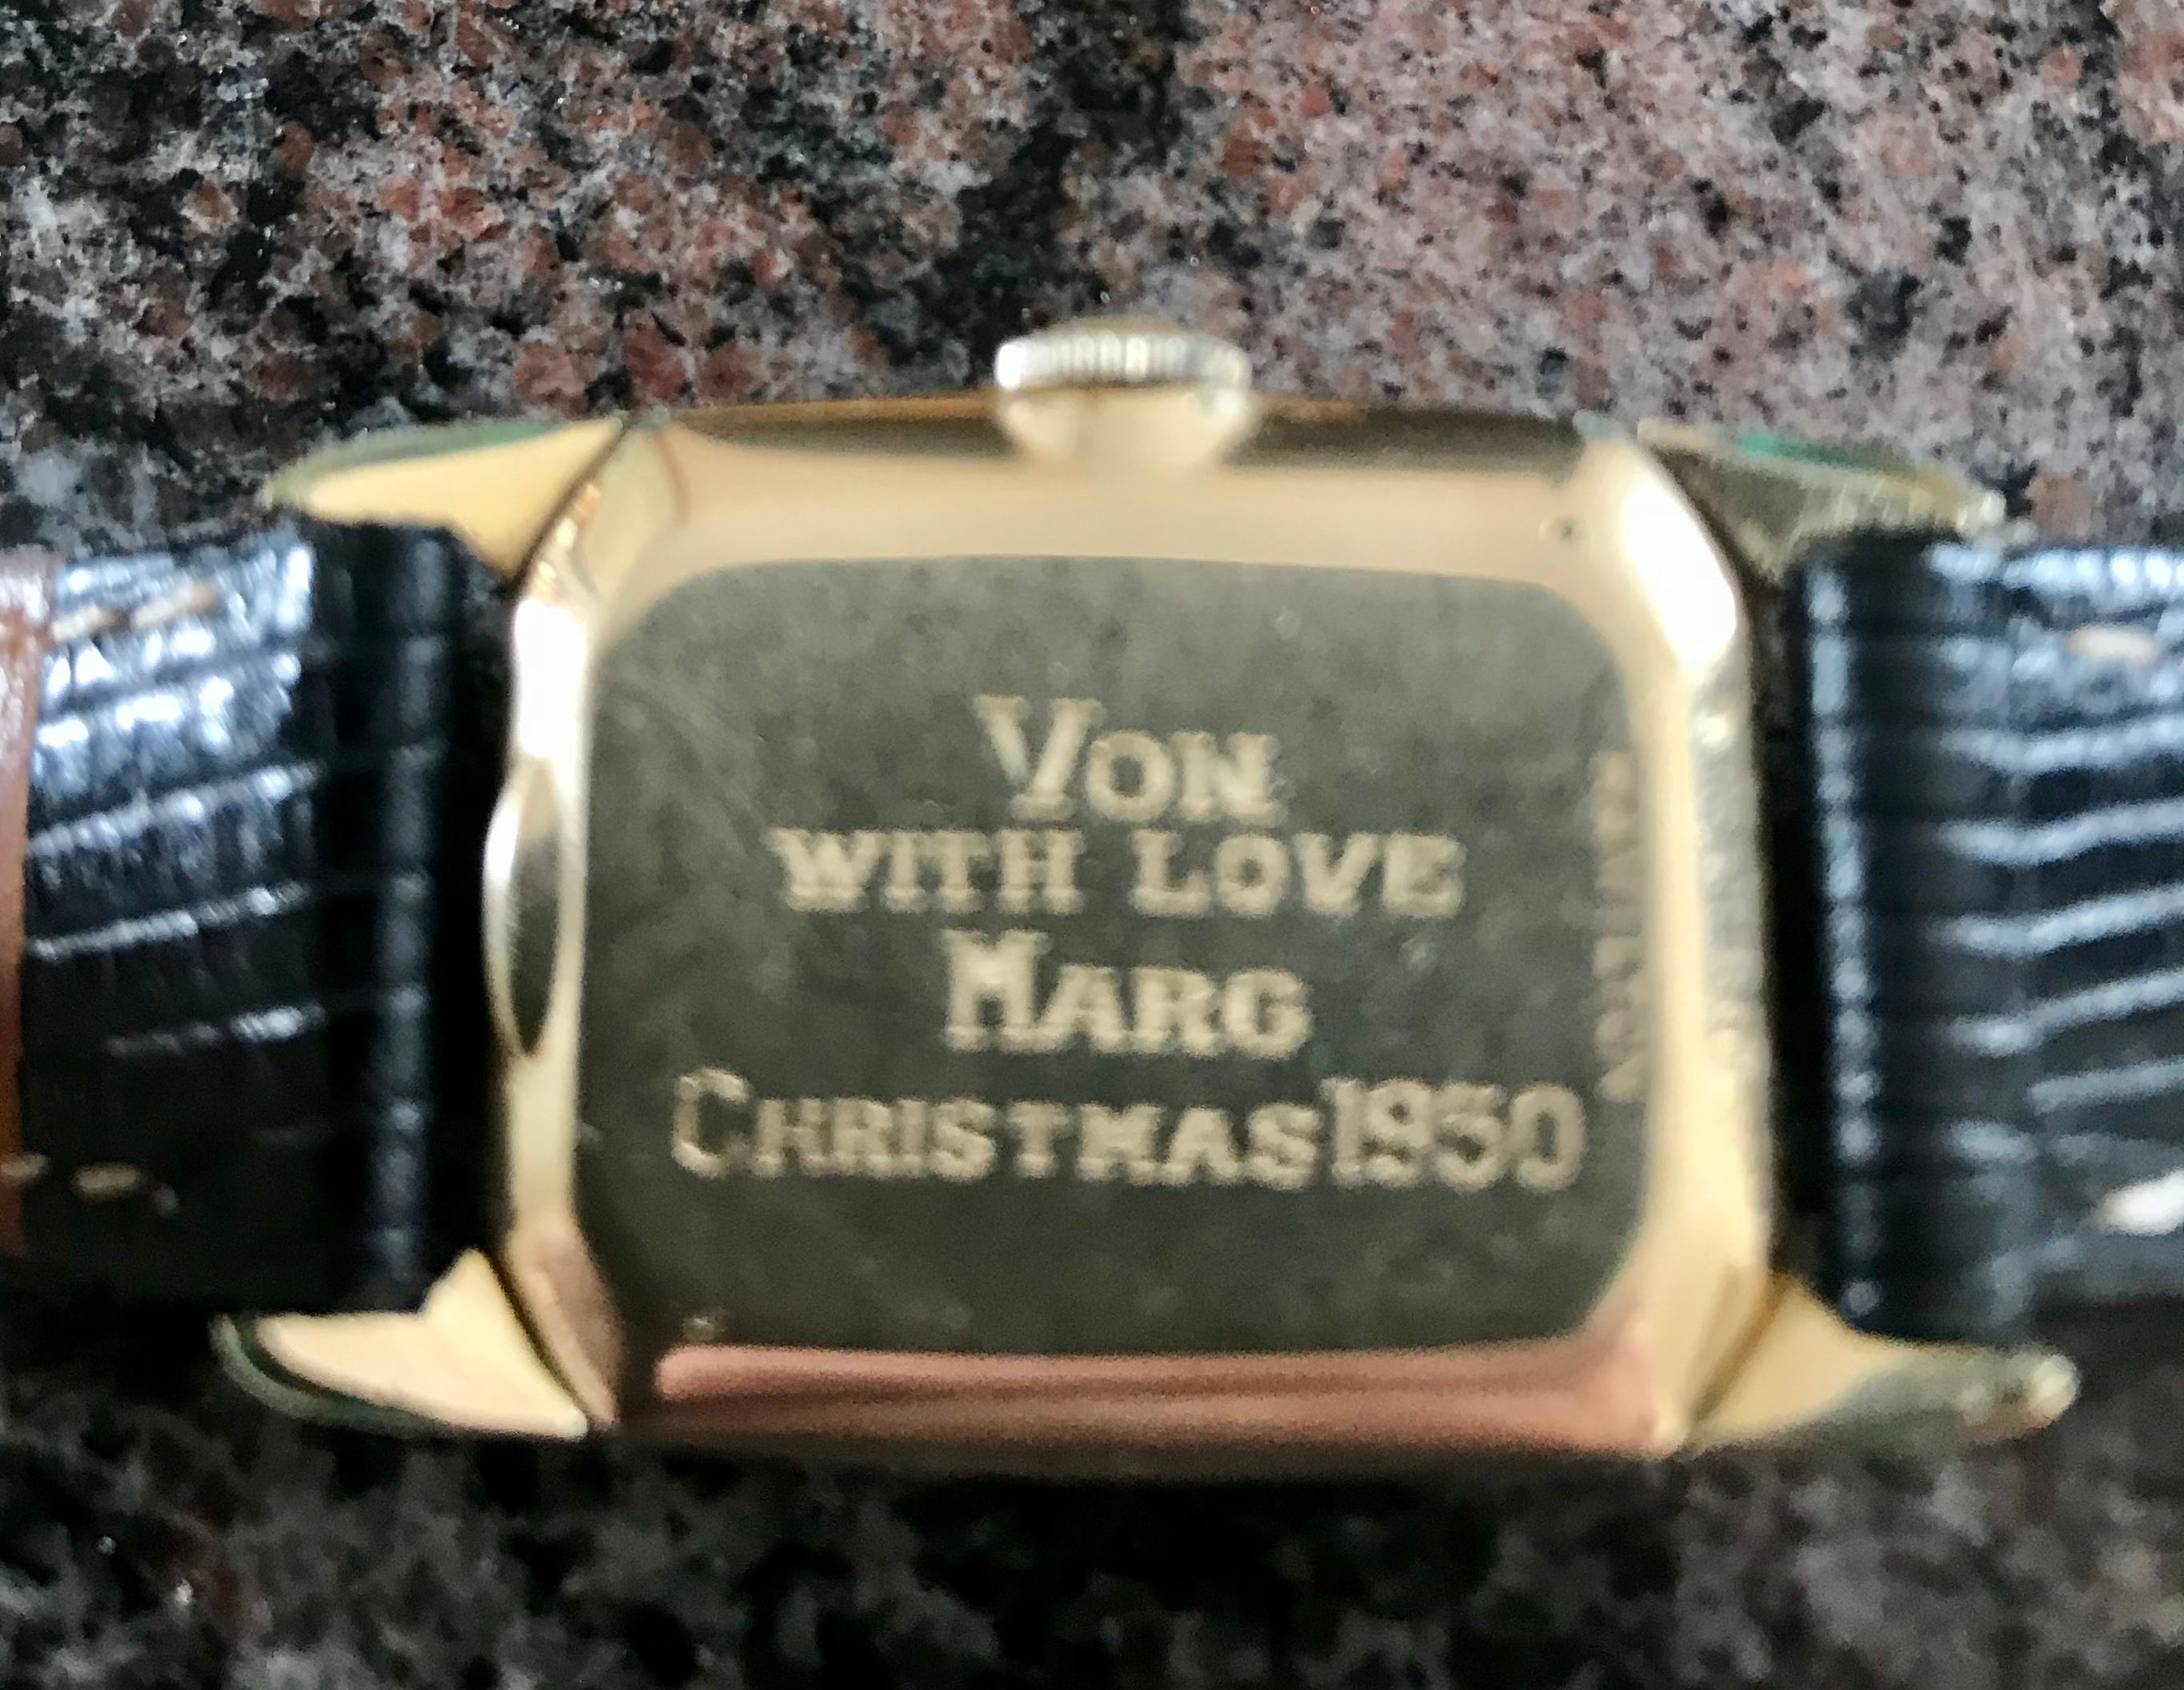 VON
WITH LOVE
MARG
CHRISTMAS 1950